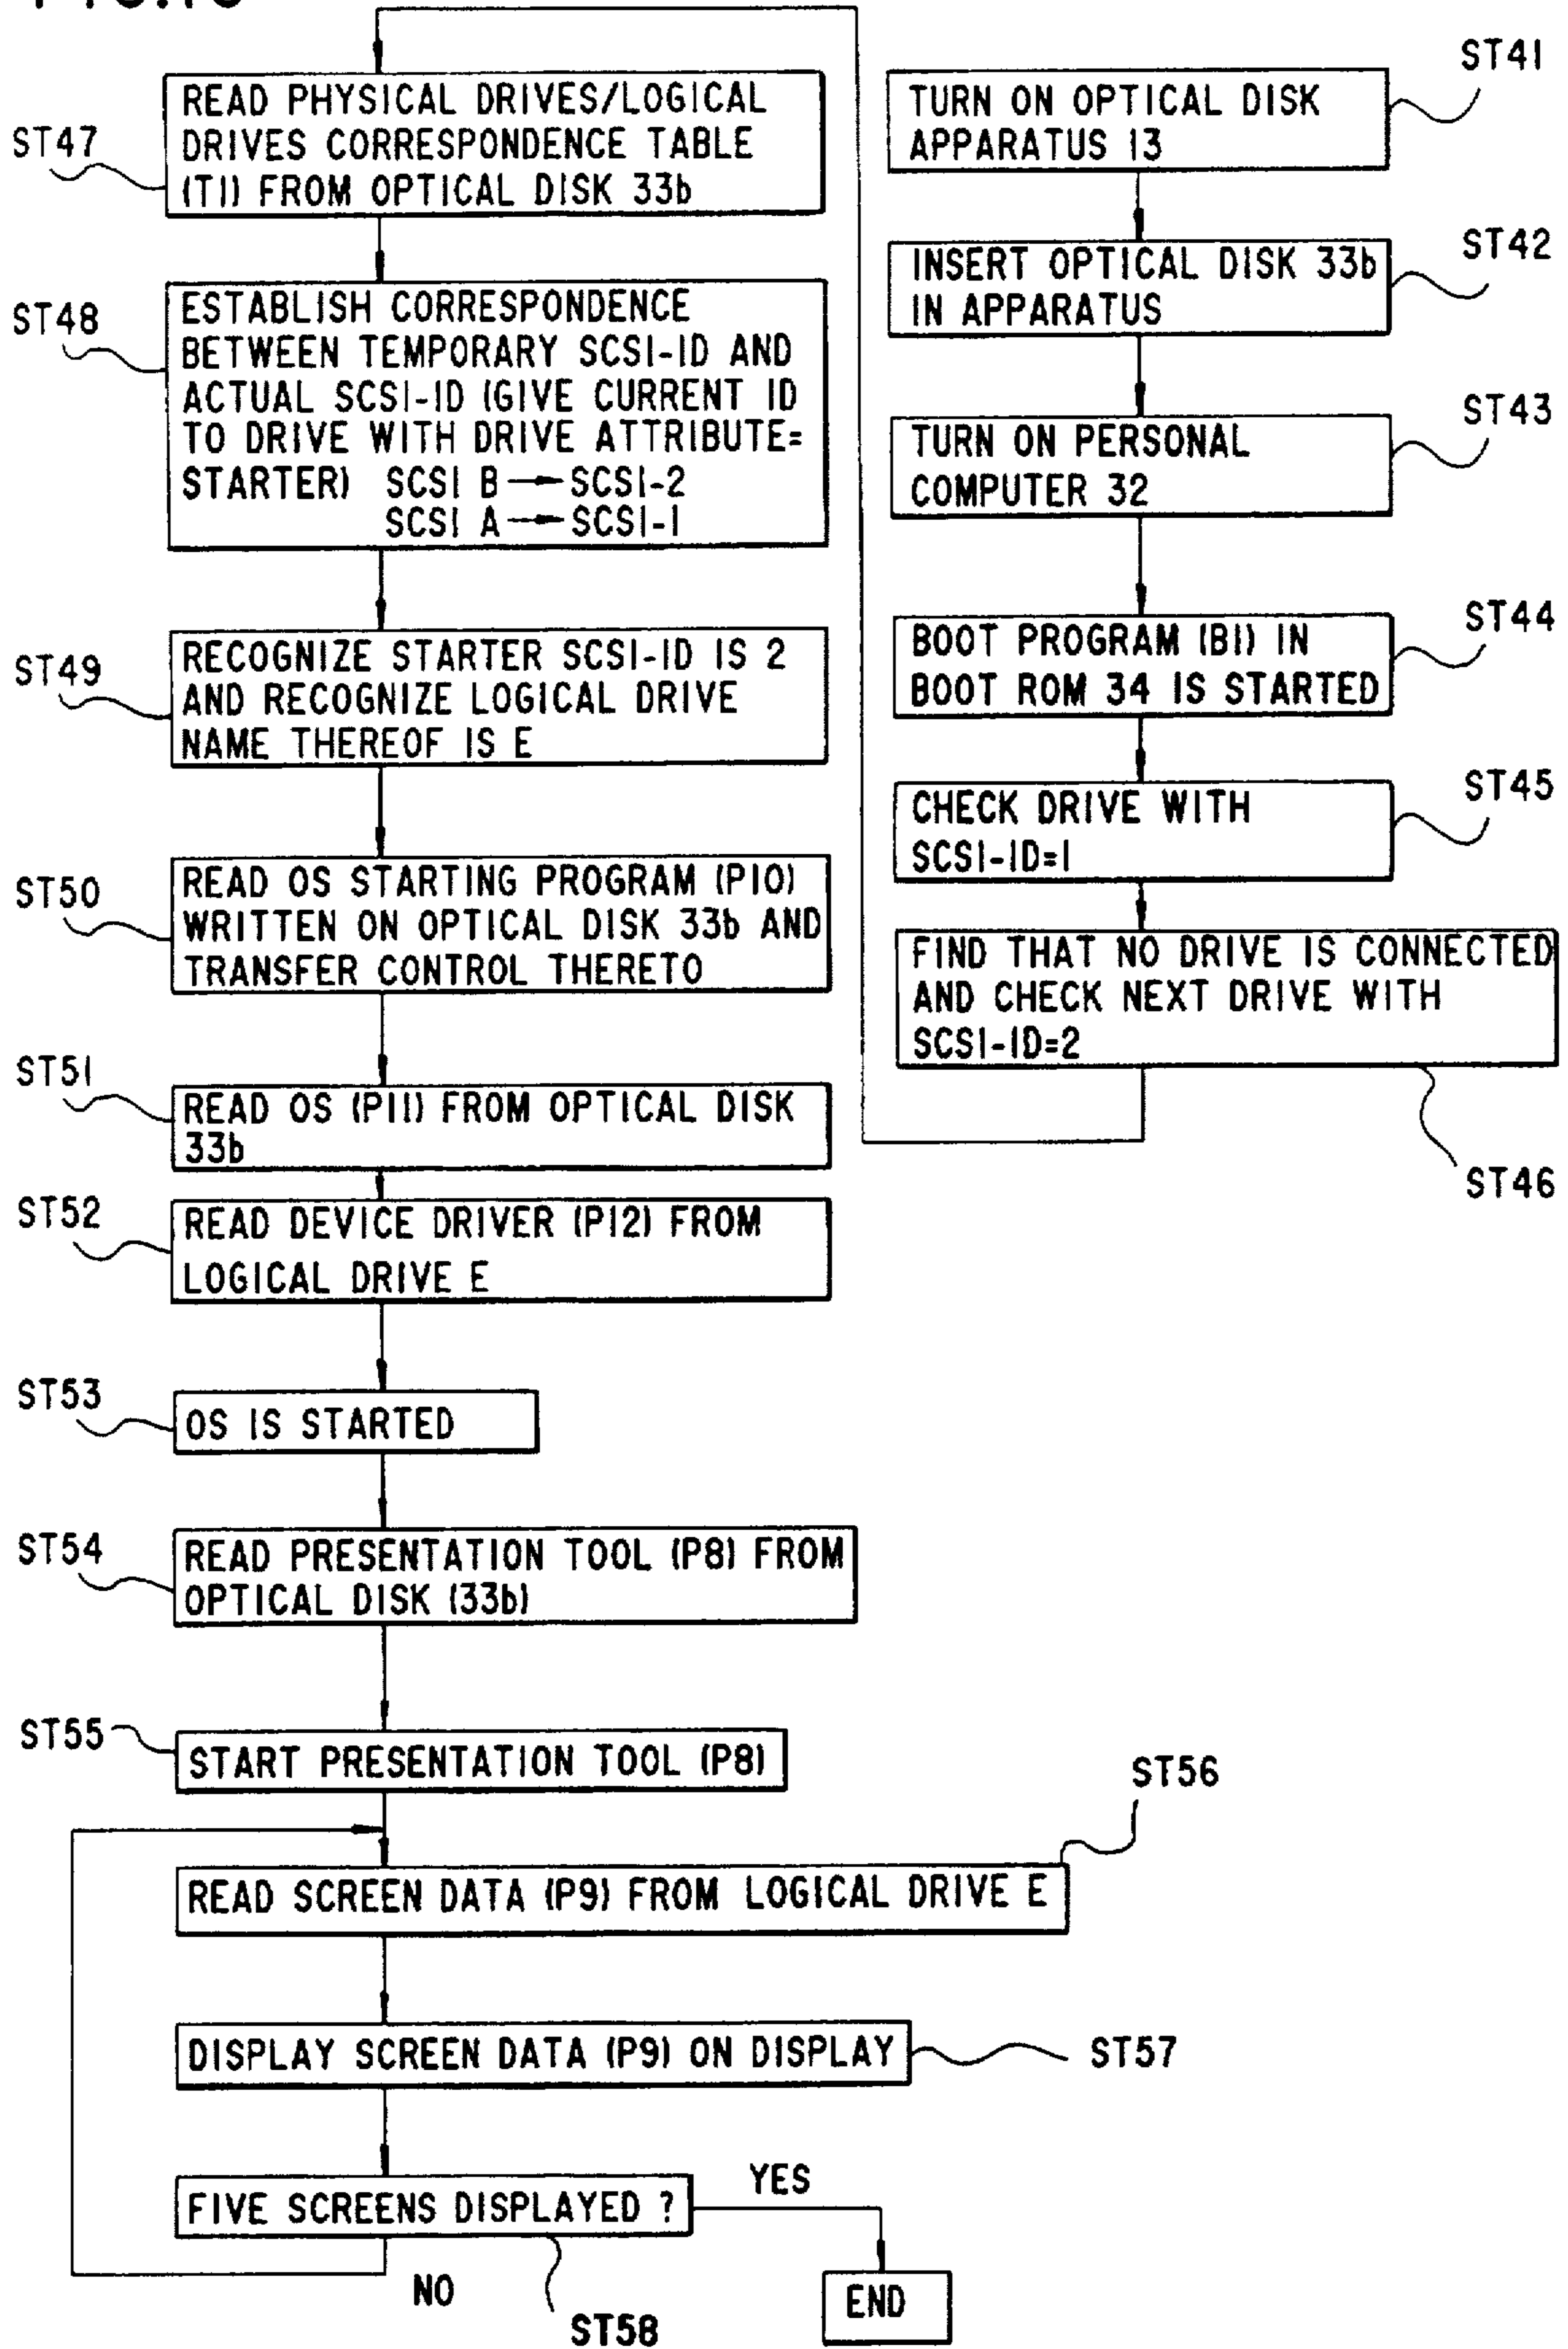 ST41
TURN ON OPTICAL DISK
APPARATUS 13
ST42
INSERT OPTICAL DISK 33b
IN APPARATUS
ST43
TURN ON PERSONAL
COMPUTER 32
ST44
BOOT PROGRAM (B1) IN
BOOT ROM 34 IS STARTED
ST45
CHECK DRIVE WITH
SCSI-ID=1
FIND THAT NO DRIVE IS CONNECTED
AND CHECK NEXT DRIVE WITH
SCSI-ID=2
ST46
ST47
READ PHYSICAL DRIVES/LOGICAL
DRIVES CORRESPONDENCE TABLE
(T1) FROM OPTICAL DISK 33b
ST48
ESTABLISH CORRESPONDENCE
BETWEEN TEMPORARY SCSI-ID AND
ACTUAL SCSI-ID (GIVE CURRENT ID
TO DRIVE WITH DRIVE ATTRIBUTE=
STARTER) SCSI B → SCSI-2
SCSI A → SCSI-1
ST49
RECOGNIZE STARTER SCSI-ID IS 2
AND RECOGNIZE LOGICAL DRIVE
NAME THEREOF IS E
ST50
READ OS STARTING PROGRAM (P10)
WRITTEN ON OPTICAL DISK 33b AND
TRANSFER CONTROL THERETO
ST51
READ OS (P11) FROM OPTICAL DISK
33b
ST52
READ DEVICE DRIVER (P12) FROM
LOGICAL DRIVE E
ST53
OS IS STARTED
ST54
READ PRESENTATION TOOL (P8) FROM
OPTICAL DISK (33b)
ST55
START PRESENTATION TOOL (P8)
ST56
READ SCREEN DATA (P9) FROM LOGICAL DRIVE E
DISPLAY SCREEN DATA (P9) ON DISPLAY
ST57
FIVE SCREENS DISPLAYED ?
YES
NO
ST58
END